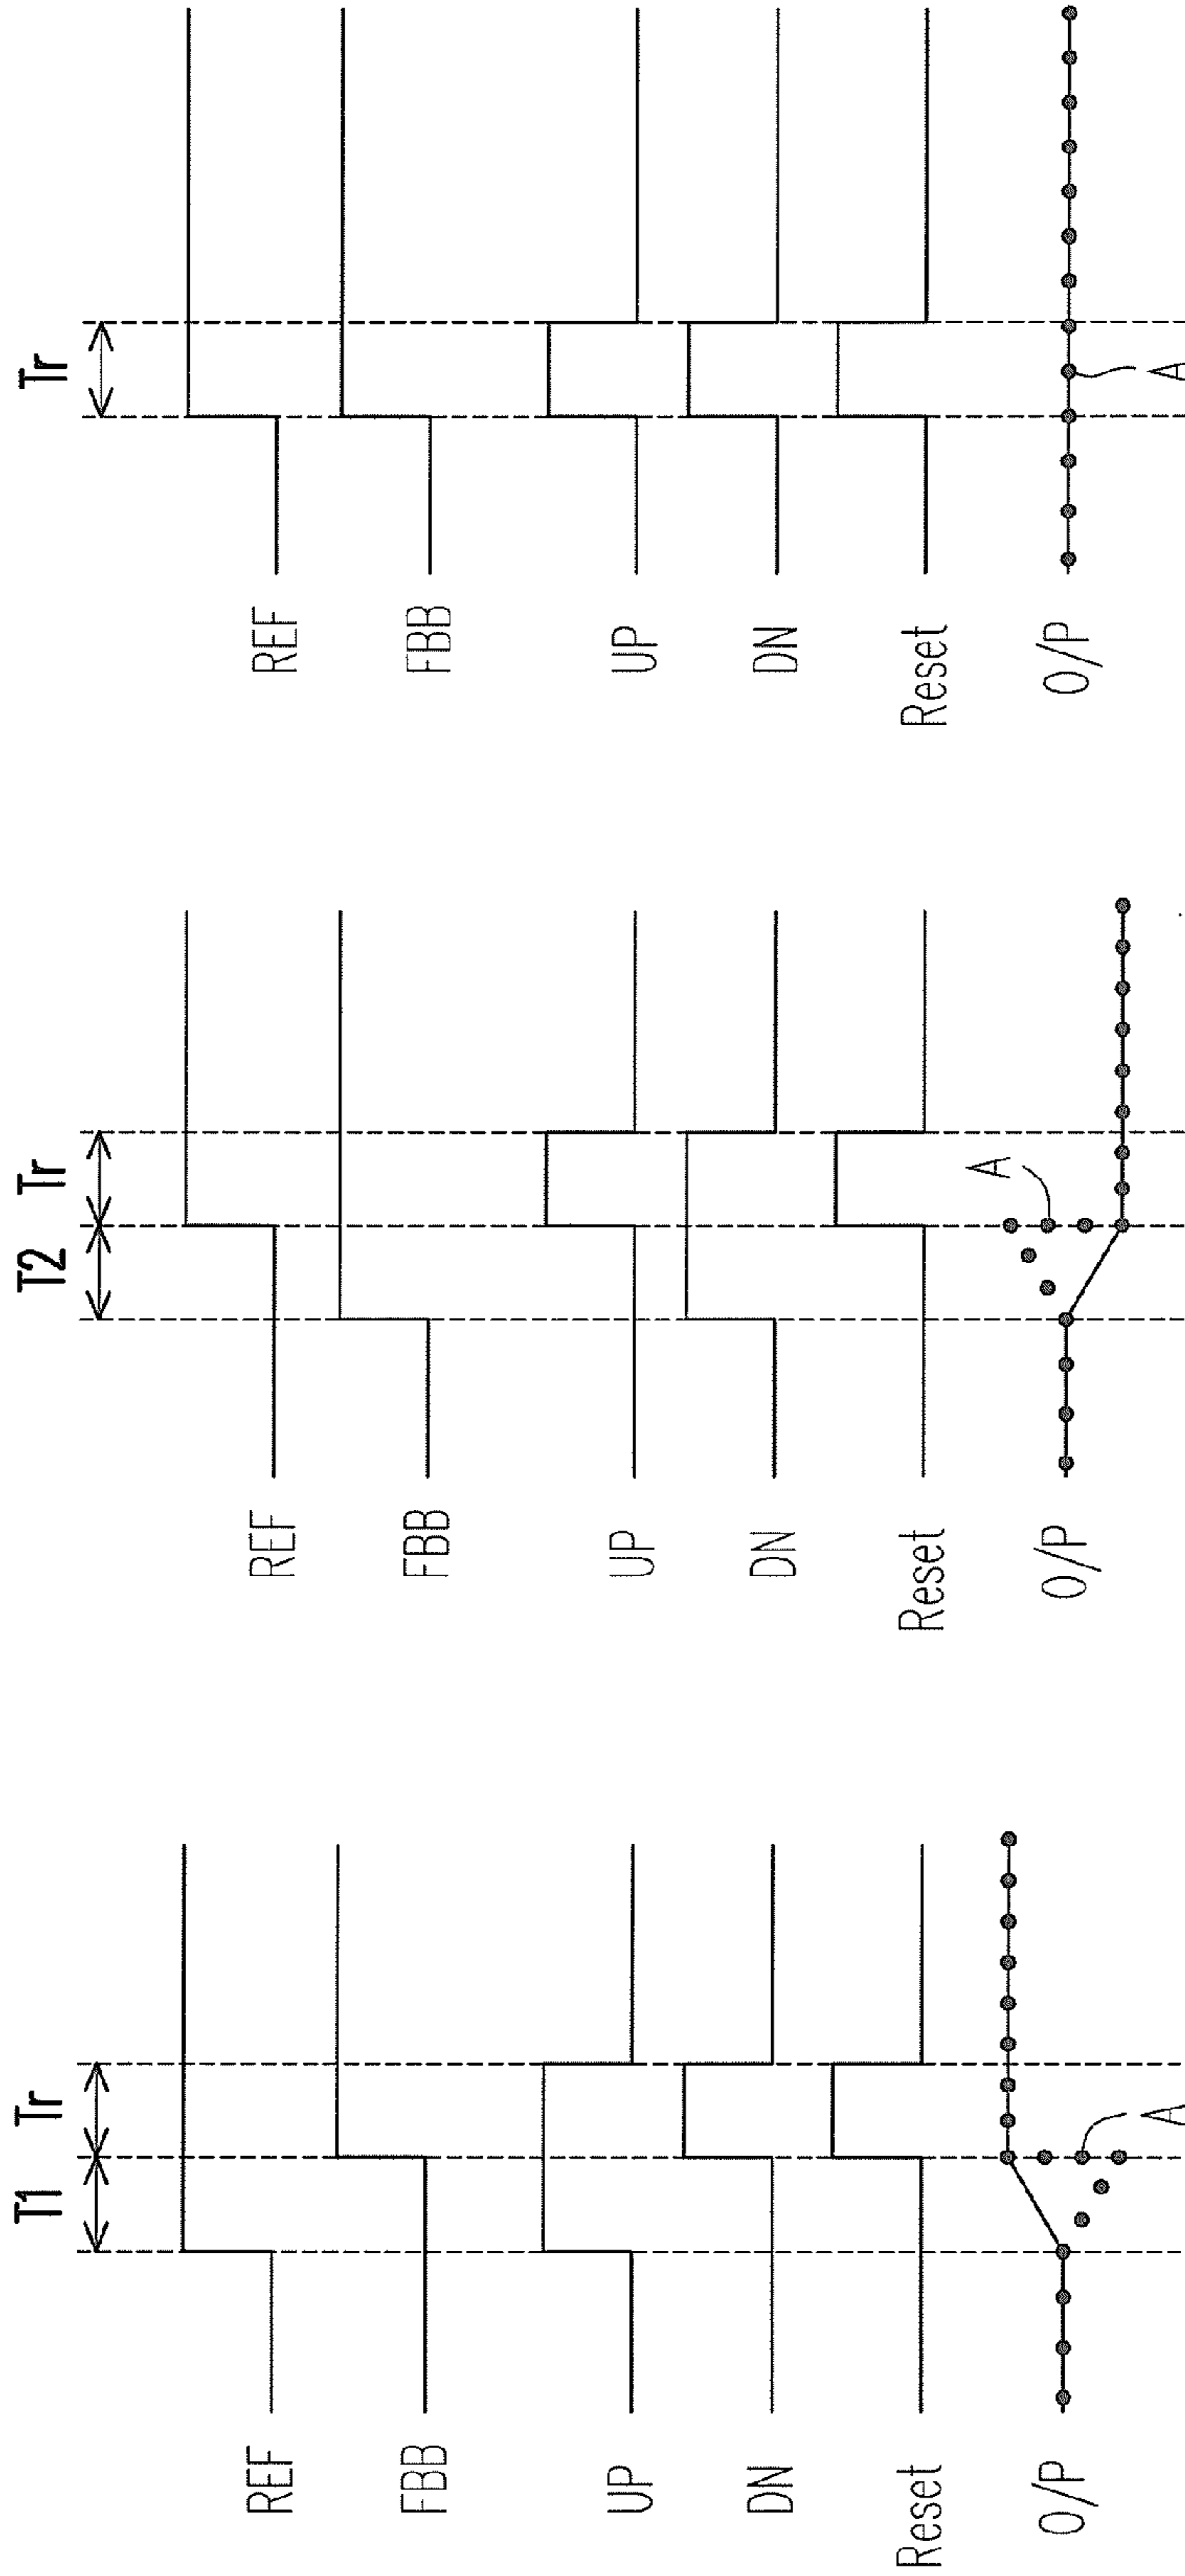 T1 Tr
REF
FBB
UP
DN
Reset
O/P
A
T2 Tr
REF
FBB
UP
DN
Reset
O/P
A
Tr
REF
FBB
UP
DN
Reset
O/P
A